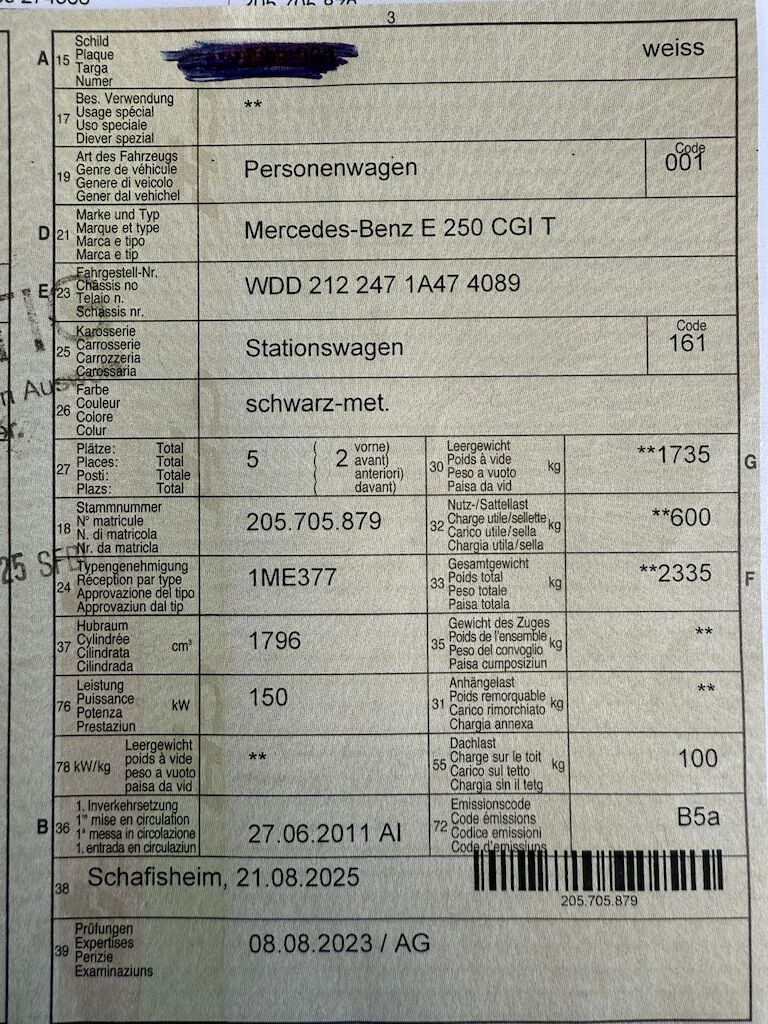 205.705.879
3
A 15 Schild
Plaque
Targa
Numer
weiss
17 Bes. Verwendung
Usage spécial
Uso speciale
Diever spezial
**
19 Art des Fahrzeugs
Genre de véhicule
Genere di veicolo
Gener dal vehichel
Personenwagen
Code
001
D 21 Marke und Typ
Marque et type
Marca e tipo
Marca e tip
Mercedes-Benz E 250 CGI T
E 23 Fahrgestell-Nr.
Châssis no
Telaio n.
Schassis nr.
WDD 212 247 1A47 4089
25 Karosserie
Carrosserie
Carrozzeria
Carossaria
Stationswagen
Code
161
26 Farbe
Couleur
Colore
Colur
schwarz-met.
27 Plätze: Total
Places: Total
Posti: Totale
Plazs: Total
5 ( 2 vorne)
avant)
anteriori)
davant)
30 Leergewicht
Poids à vide
Peso a vuoto
Paisa da vid
kg
**1735
G
18 Stammnummer
N° matricule
N. di matricola
Nr. da matricla
205.705.879
32 Nutz-/Sattellast
Charge utile/sellette
Carico utile/sella
Chargia utila/sella
kg
**600
24 Typengenehmigung
Réception par type
Approvazione del tipo
Approvaziun dal tip
1ME377
33 Gesamtgewicht
Poids total
Peso totale
Paisa totala
kg
**2335
F
37 Hubraum
Cylindrée
Cilindrata
Cilindrada
cm³
1796
35 Gewicht des Zuges
Poids de l'ensemble
Peso del convoglio
Paisa cumposiziun
kg
**
76 Leistung
Puissance
Potenza
Prestaziun
kW
150
31 Anhängelast
Poids remorquable
Carico rimorchiato
Chargia annexa
kg
**
78 kW/kg Leergewicht
poids à vide
peso a vuoto
paisa da vid
**
55 Dachlast
Charge sur le toit
Carico sul tetto
Chargia sin il tetg
kg
100
B 36 1. Inverkehrsetzung
1re mise en circulation
1a messa in circolazione
1. entrada en circulaziun
27.06.2011 AI
72 Emissionscode
Code émissions
Codice emissioni
Code d'emissiuns
B5a
38 Schafisheim, 21.08.2025
205.705.879
39 Prüfungen
Expertises
Perizie
Examinaziuns
08.08.2023 / AG